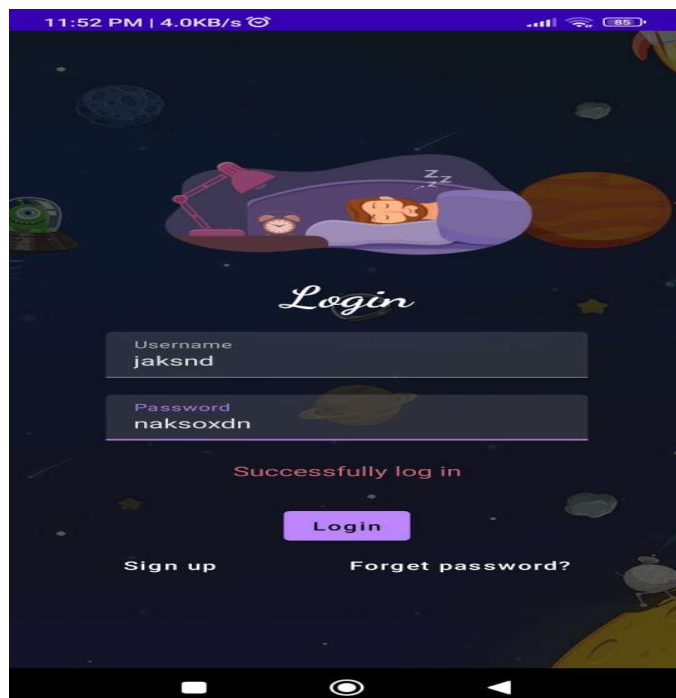 11:52 PM | 4.0KB/s
85
z z z
Login
Username
jaksnd
Password
naksoxdn
Successfully log in
Login
Sign up
Forget password?